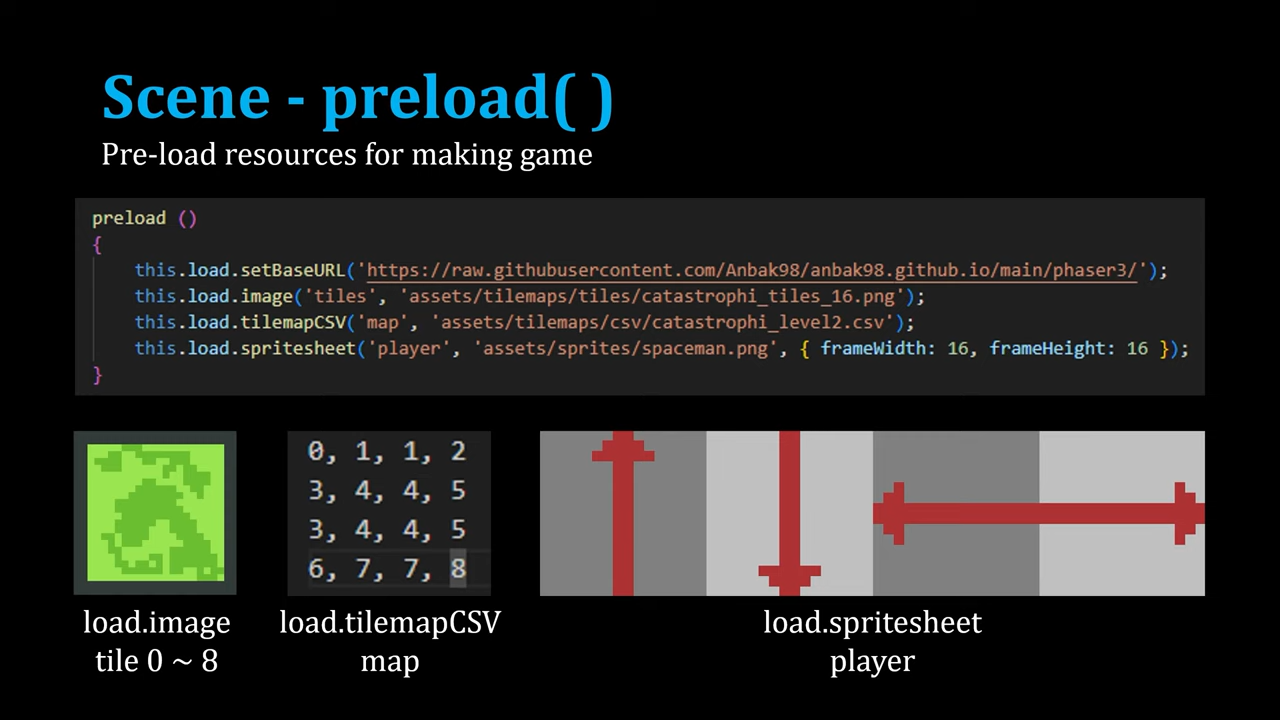 Scene - preload( )
Pre-load resources for making game
preload ()
{
this.load.setBaseURL('https://raw.githubusercontent.com/Anbak98/anbak98.github.io/main/phaser3/');
this.load.image('tiles', 'assets/tilemaps/tiles/catastrophi_tiles_16.png');
this.load.tilemapCSV('map', 'assets/tilemaps/csv/catastrophi_level2.csv');
this.load.spritesheet('player', 'assets/sprites/spaceman.png', { frameWidth: 16, frameHeight: 16 });
}
0, 1, 1, 2
3, 4, 4, 5
3, 4, 4, 5
6, 7, 7, 8
load.image
tile 0 ~ 8
load.tilemapCSV
map
load.spritesheet
player